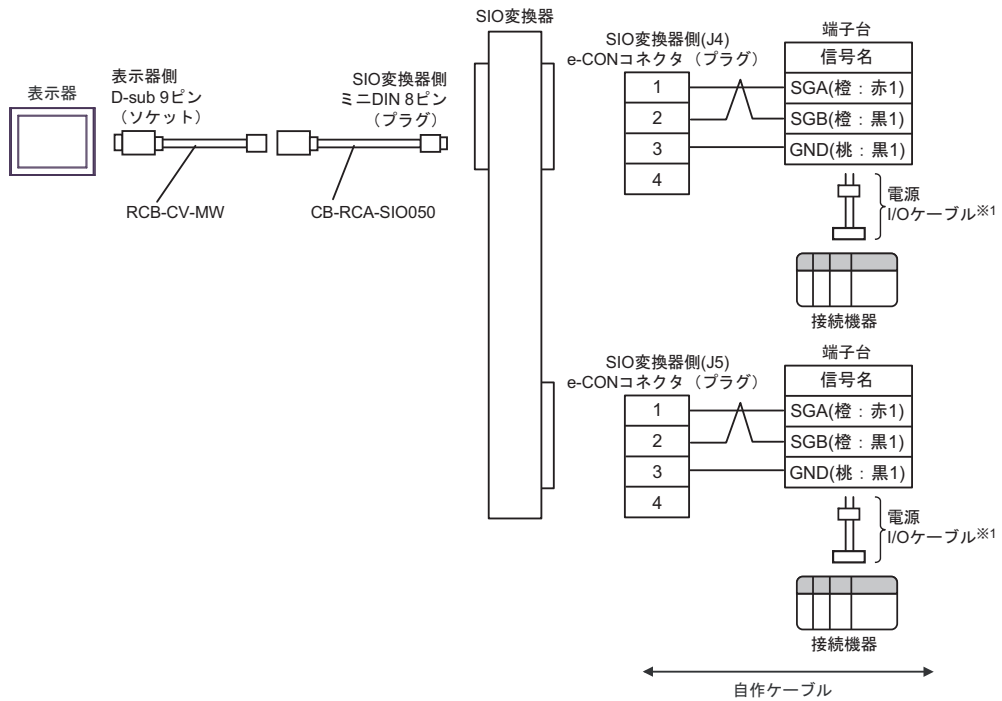 SIO変換器
表示器
表示器側
D-sub 9ピン
（ソケット）
SIO変換器側
ミニDIN 8ピン
（プラグ）
RCB-CV-MW
CB-RCA-SIO050
SIO変換器側(J4)
e-CONコネクタ（プラグ）
1
2
3
4
端子台
信号名
SGA(橙：赤1)
SGB(橙：黒1)
GND(桃：黒1)
電源
I/Oケーブル※1
接続機器
SIO変換器側(J5)
e-CONコネクタ（プラグ）
1
2
3
4
端子台
信号名
SGA(橙：赤1)
SGB(橙：黒1)
GND(桃：黒1)
電源
I/Oケーブル※1
接続機器
自作ケーブル